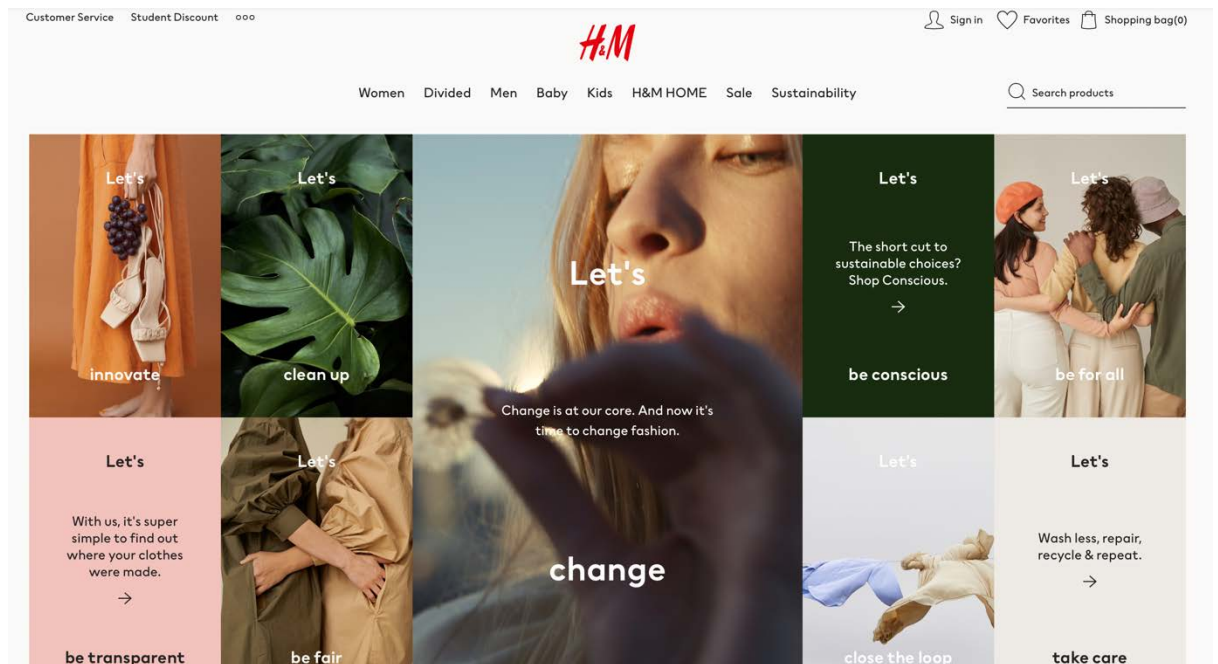 Customer Service Student Discount
Sign in Favorites Shopping bag(0)
H&M
Women Divided Men Baby Kids H&M HOME Sale Sustainability
Search products
Let's
innovate
Let's
clean up
Let's
Change is at our core. And now it's
time to change fashion.
change
Let's
The short cut to
sustainable choices?
Shop Conscious.
→
be conscious
Let's
be for all
Let's
With us, it's super
simple to find out
where your clothes
were made.
→
be transparent
Let's
be fair
Let's
close the loop
Let's
Wash less, repair,
recycle & repeat.
→
take care